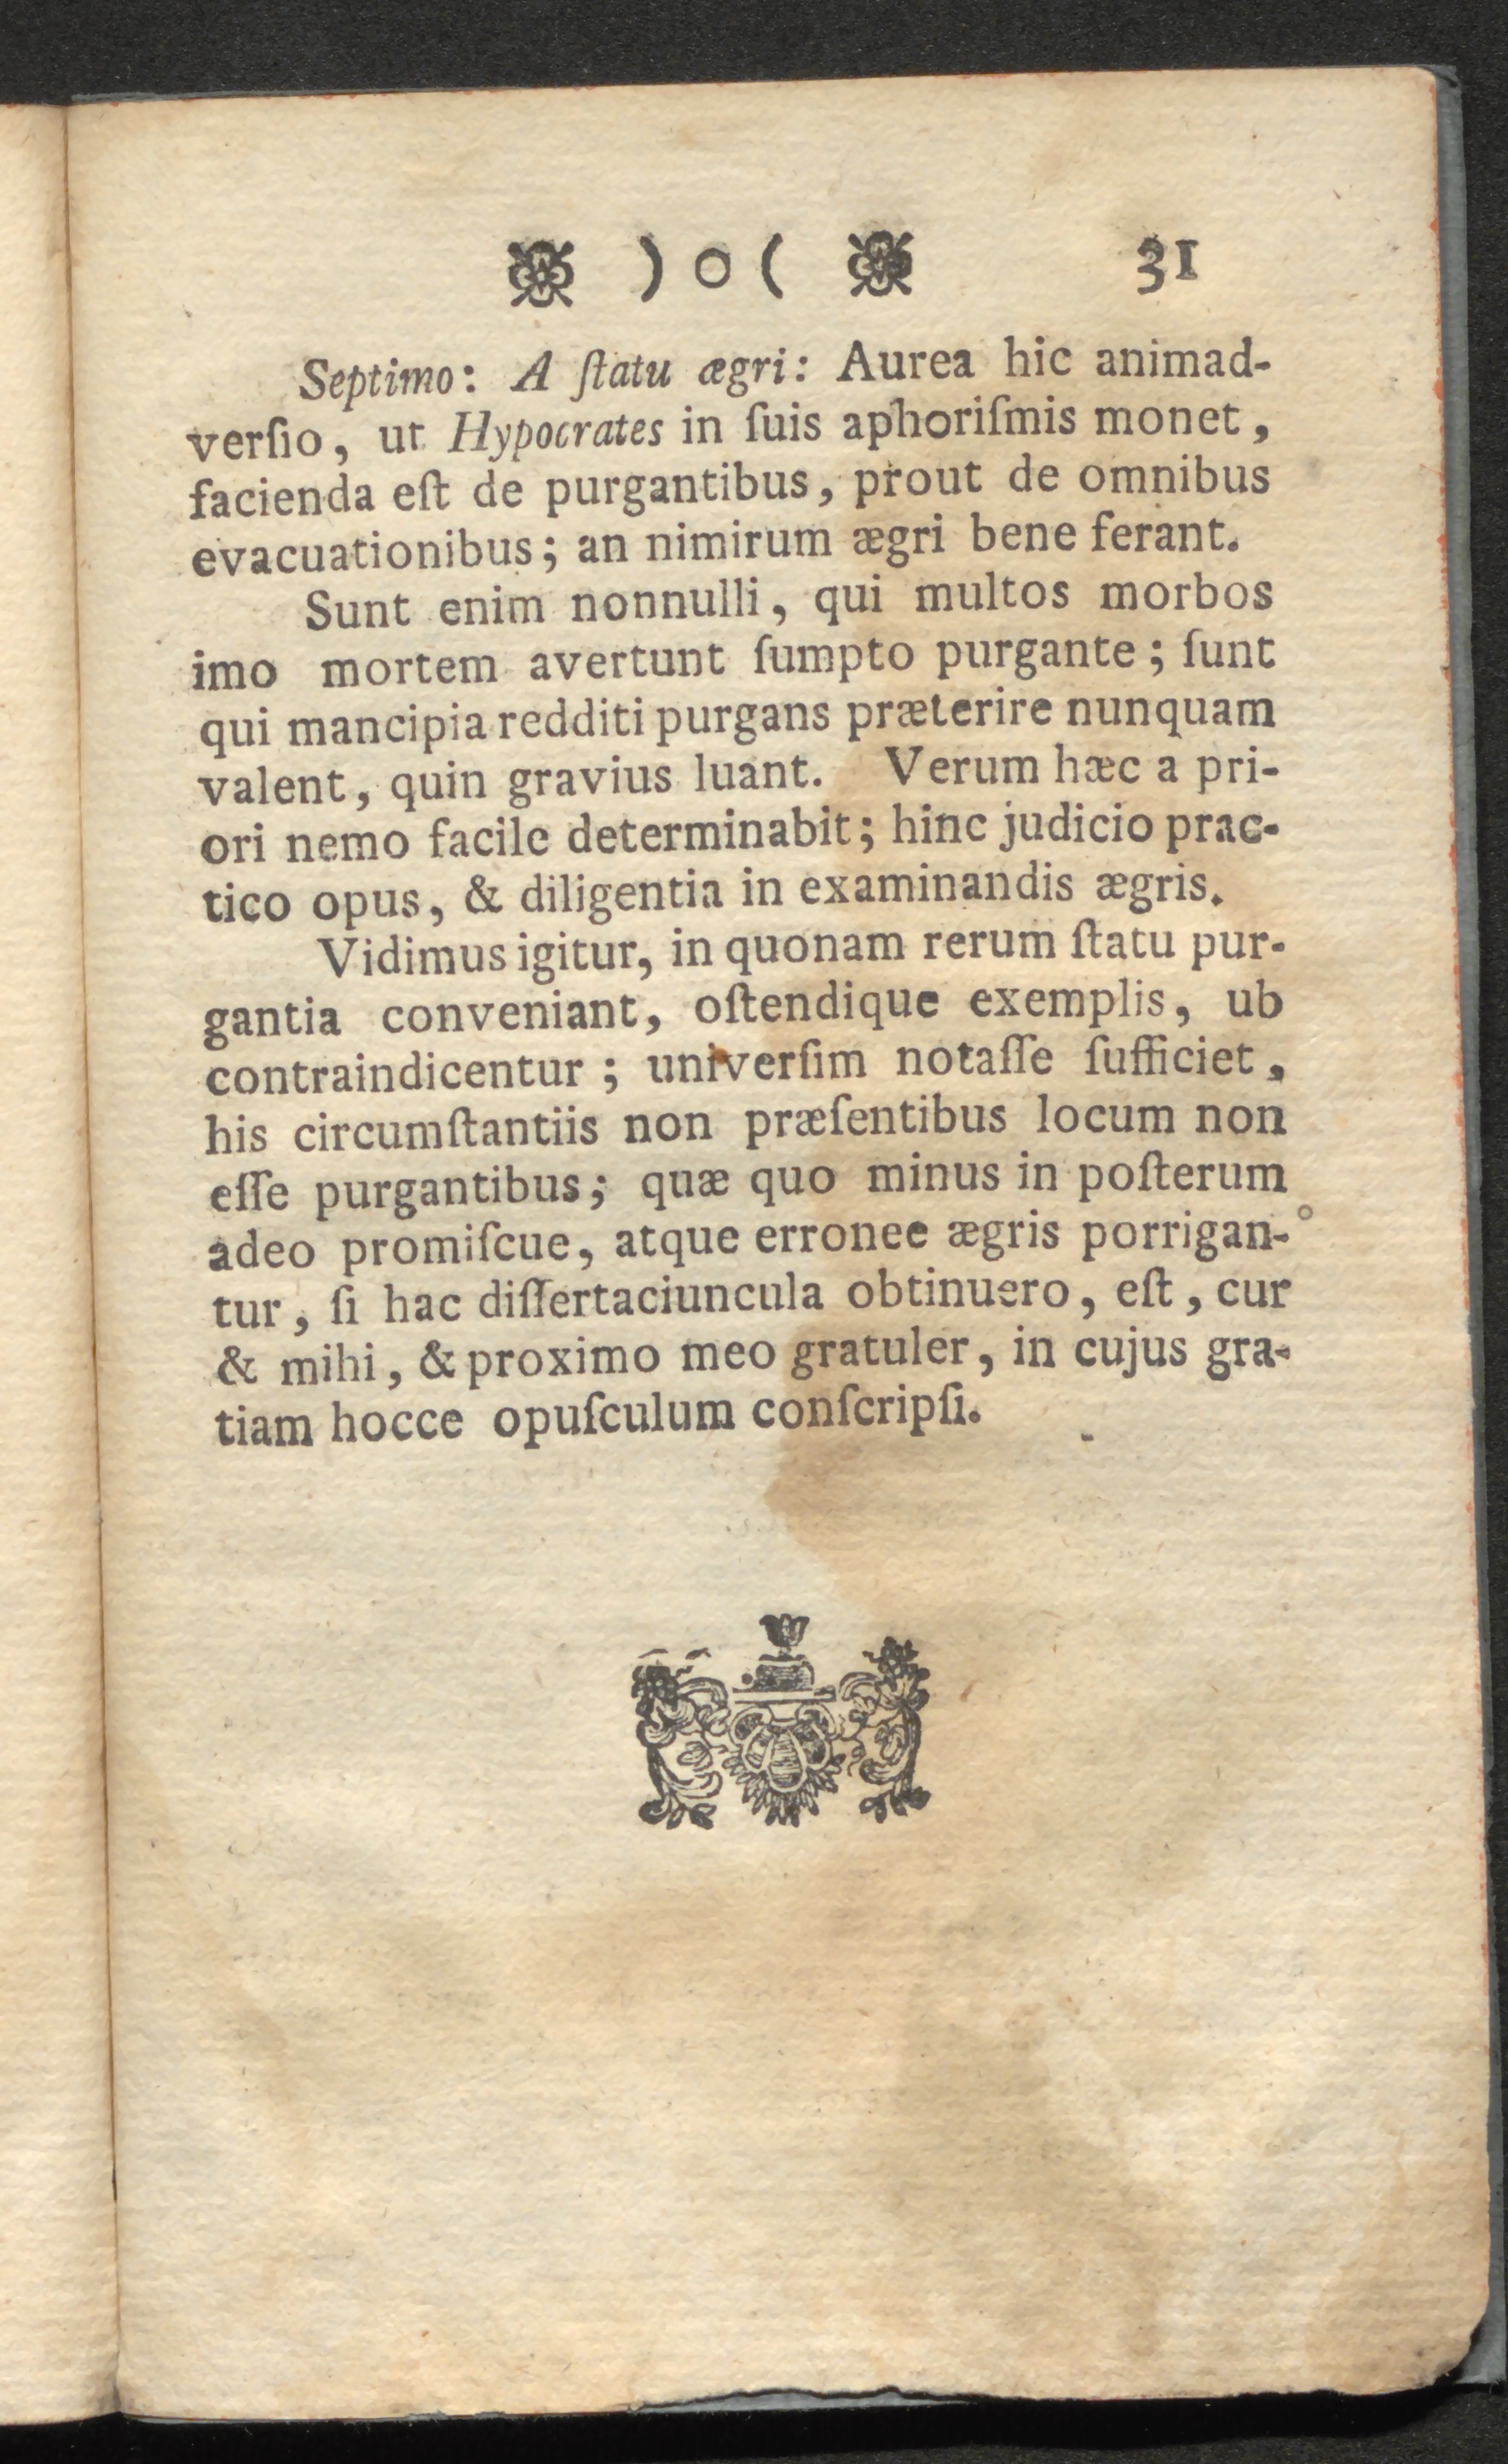 ) o ( 31
Septimo: A ſtatu ægri: Aurea hic animad-
verſio, ut Hypocrates in ſuis aphoriſmis monet,
facienda eſt de purgantibus, prout de omnibus
evacuationibus; an nimirum ægri bene ferant.
Sunt enim nonnulli, qui multos morbos
imo mortem avertunt ſumpto purgante; ſunt
qui mancipia redditi purgans præterire nunquam
valent, quin gravius luant. Verum hæc a pri-
ori nemo facile determinabit; hinc judicio prac-
tico opus, & diligentia in examinandis ægris.
Vidimus igitur, in quonam rerum ſtatu pur-
gantia conveniant, oſtendique exemplis, ub
contraindicentur; univerſim notaſſe ſufficiet,
his circumſtantiis non præſentibus locum non
eſſe purgantibus; quæ quo minus in poſterum
adeo promiſcue, atque erronee ægris porrigan-
tur, ſi hac diſſertaciuncula obtinuero, eſt, cur
& mihi, & proximo meo gratuler, in cujus gra-
tiam hocce opuſculum conſcripſi.